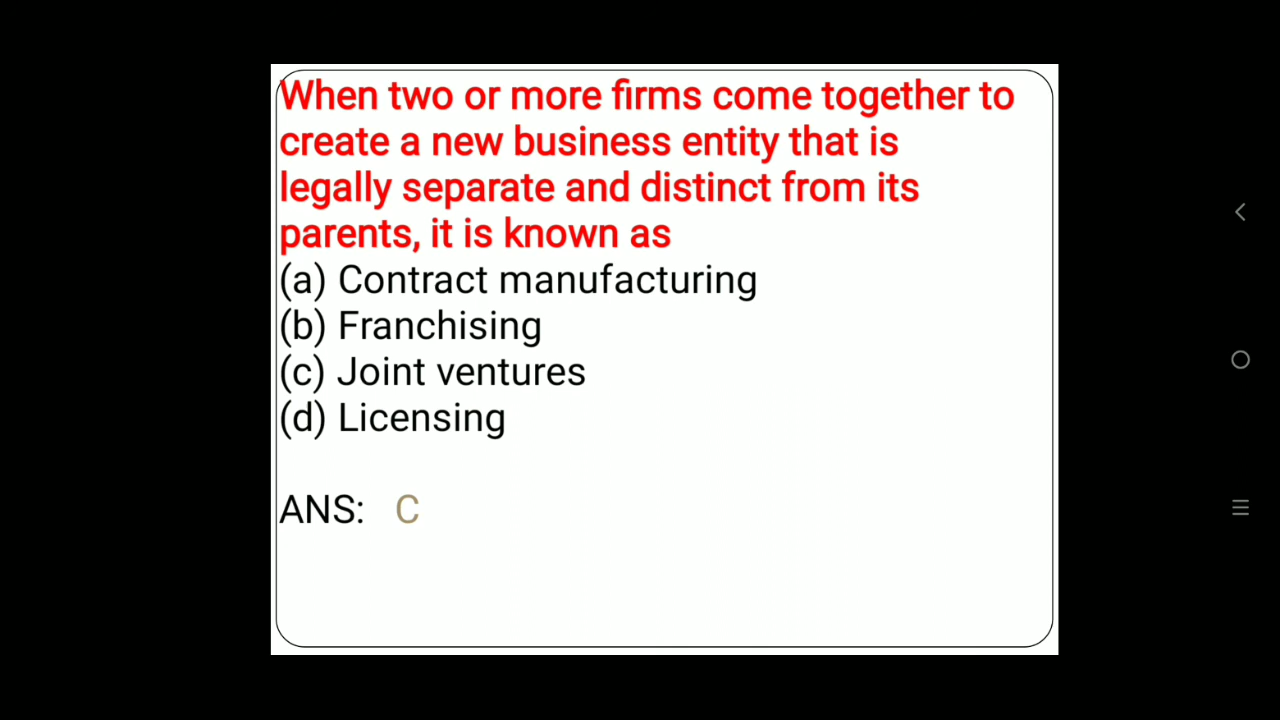 When two or more firms come together to
create a new business entity that is
legally separate and distinct from its
parents, it is known as
(a) Contract manufacturing
(b) Franchising
(c) Joint ventures
(d) Licensing
ANS: C